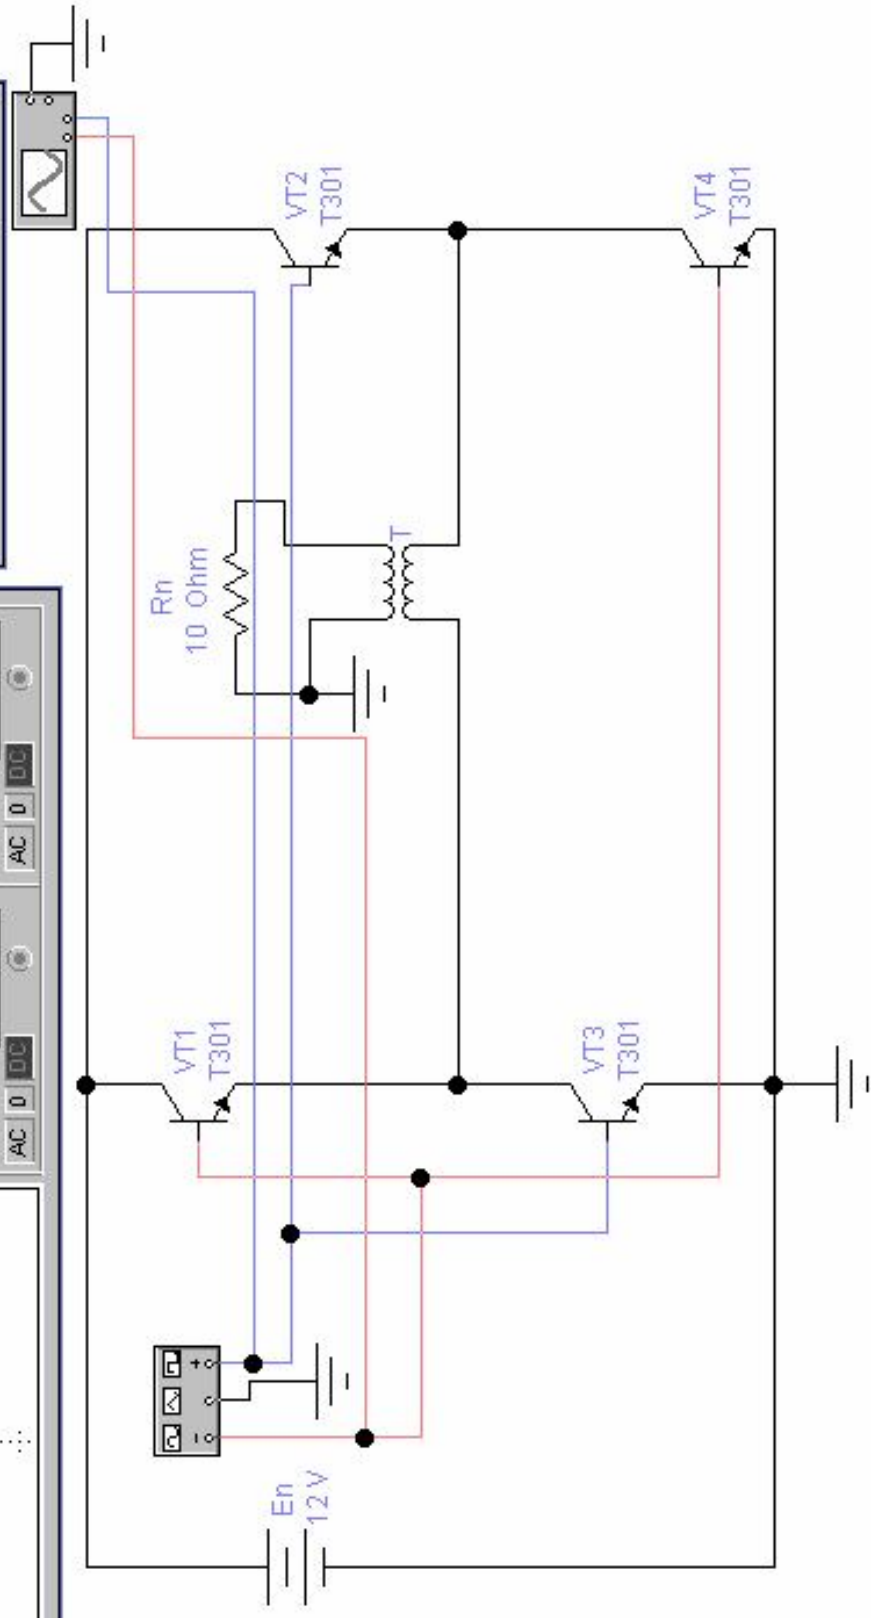 AC 0 DC
AC 0 DC
- +
VT1
T301
Rn
10 Ohm
VT2
T301
En
12 V
T
VT3
T301
VT4
T301